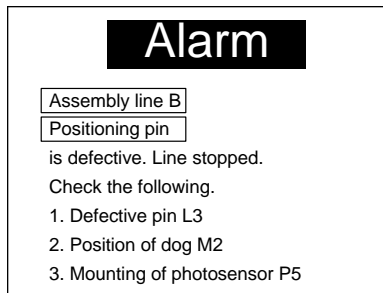 Alarm
Assembly line B
Positioning pin
is defective. Line stopped.
Check the following.
1. Defective pin L3
2. Position of dog M2
3. Mounting of photosensor P5